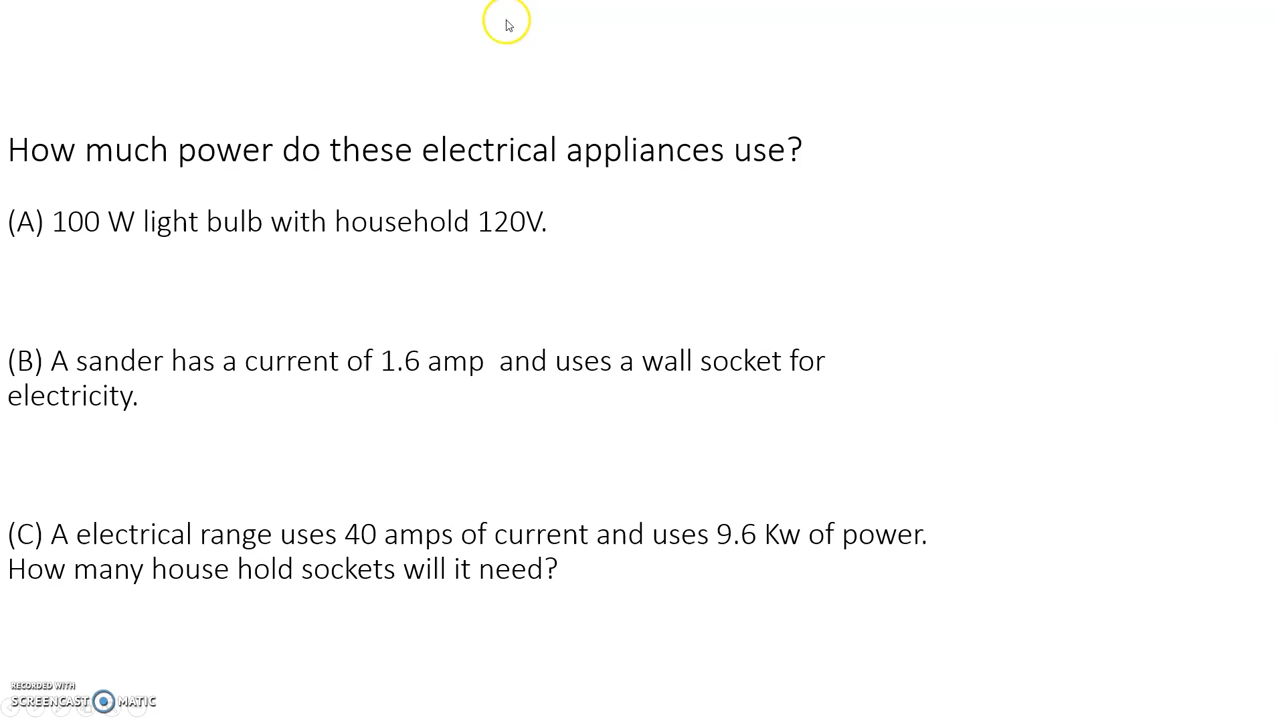 How much power do these electrical appliances use?
(A) 100 W light bulb with household 120V.
(B) A sander has a current of 1.6 amp and uses a wall socket for
electricity.
(C) A electrical range uses 40 amps of current and uses 9.6 Kw of power.
How many house hold sockets will it need?
RECORDED WITH
SCREENCAST MATIC